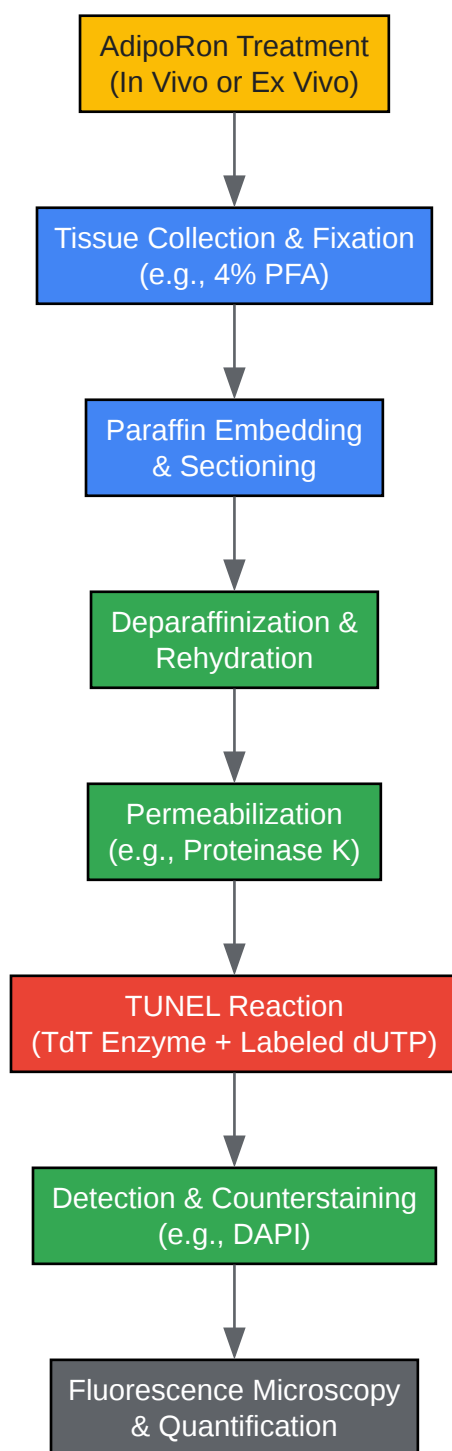 AdipoRon Treatment
(In Vivo or Ex Vivo)
Tissue Collection & Fixation
(e.g., 4% PFA)
Paraffin Embedding
& Sectioning
Deparaffinization &
Rehydration
Permeabilization
(e.g., Proteinase K)
TUNEL Reaction
(TdT Enzyme + Labeled dUTP)
Detection & Counterstaining
(e.g., DAPI)
Fluorescence Microscopy
& Quantification